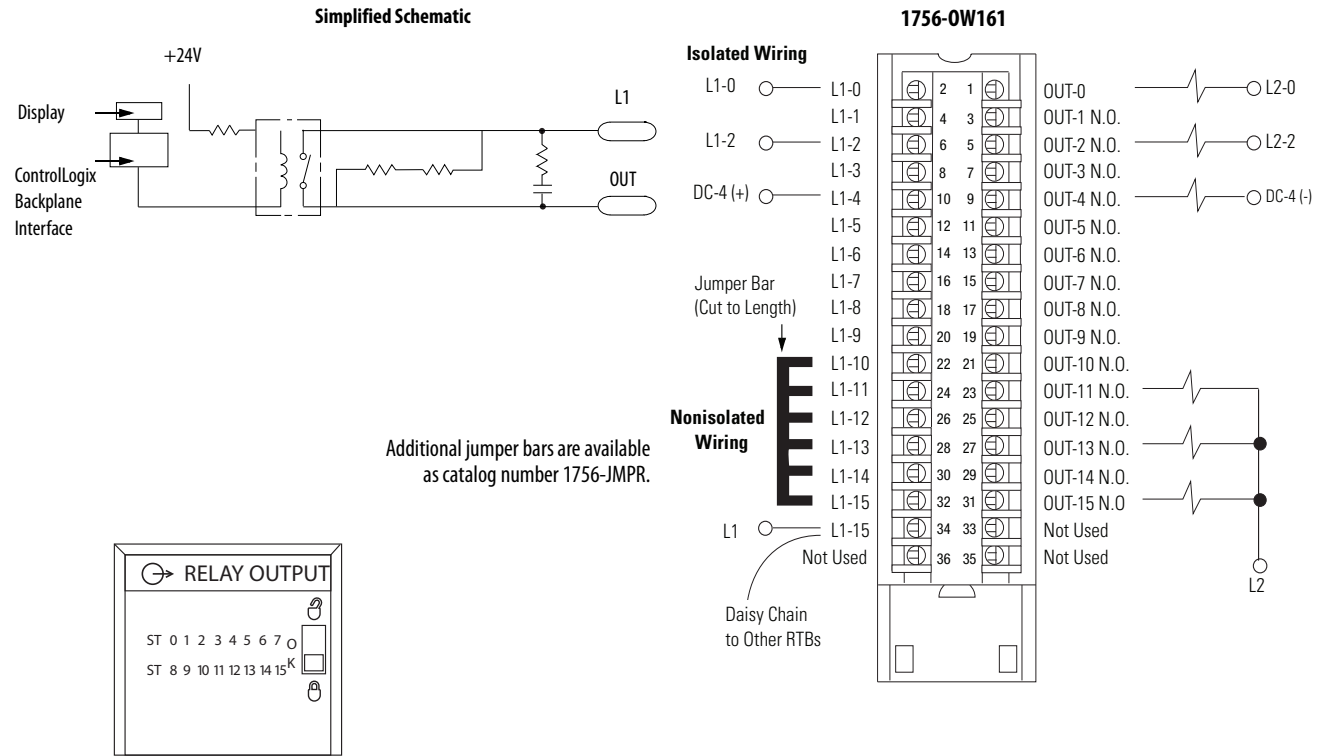 Simplified Schematic
+24V
Display
ControlLogix
Backplane
Interface
L1
OUT
Additional jumper bars are available
as catalog number 1756-JMPR.
RELAY OUTPUT
ST 0 1 2 3 4 5 6 7 O
ST 8 9 10 11 12 13 14 15 K
1756-OW161
Isolated Wiring
L1-0 L1-0 2 1 OUT-0 L2-0
L1-1 4 3 OUT-1 N.O.
L1-2 L1-2 6 5 OUT-2 N.O. L2-2
L1-3 8 7 OUT-3 N.O.
DC-4 (+) L1-4 10 9 OUT-4 N.O. DC-4 (-)
L1-5 12 11 OUT-5 N.O.
L1-6 14 13 OUT-6 N.O.
L1-7 16 15 OUT-7 N.O.
L1-8 18 17 OUT-8 N.O.
L1-9 20 19 OUT-9 N.O.
L1-10 22 21 OUT-10 N.O.
L1-11 24 23 OUT-11 N.O.
L1-12 26 25 OUT-12 N.O.
L1-13 28 27 OUT-13 N.O.
L1-14 30 29 OUT-14 N.O.
L1-15 32 31 OUT-15 N.O
L1 L1-15 34 33 Not Used
Not Used 36 35 Not Used
Jumper Bar
(Cut to Length)
Nonisolated
Wiring
Daisy Chain
to Other RTBs
L2